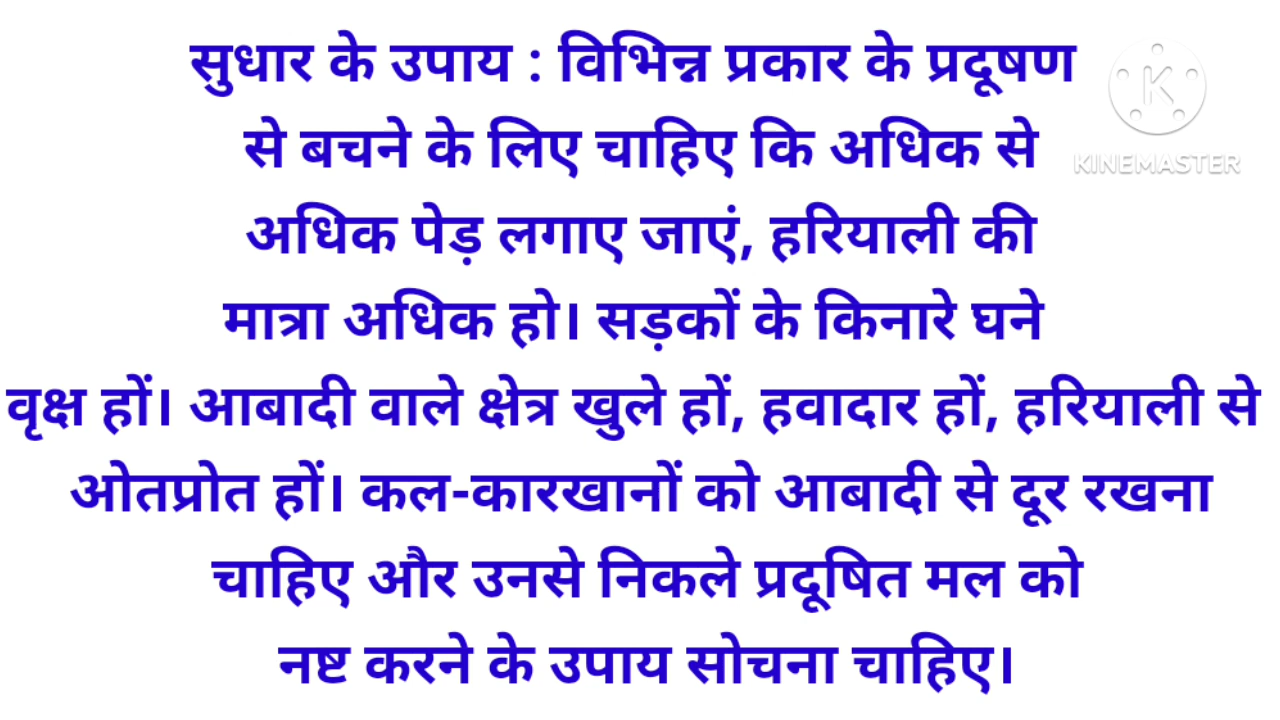 सुधार के उपाय : विभिन्न प्रकार के प्रदूषण
से बचने के लिए चाहिए कि अधिक से
अधिक पेड़ लगाए जाएं, हरियाली की
मात्रा अधिक हो। सड़कों के किनारे घने
वृक्ष हों। आबादी वाले क्षेत्र खुले हों, हवादार हों, हरियाली से
ओतप्रोत हों। कल-कारखानों को आबादी से दूर रखना
चाहिए और उनसे निकले प्रदूषित मल को
नष्ट करने के उपाय सोचना चाहिए।
K
KINEMASTER